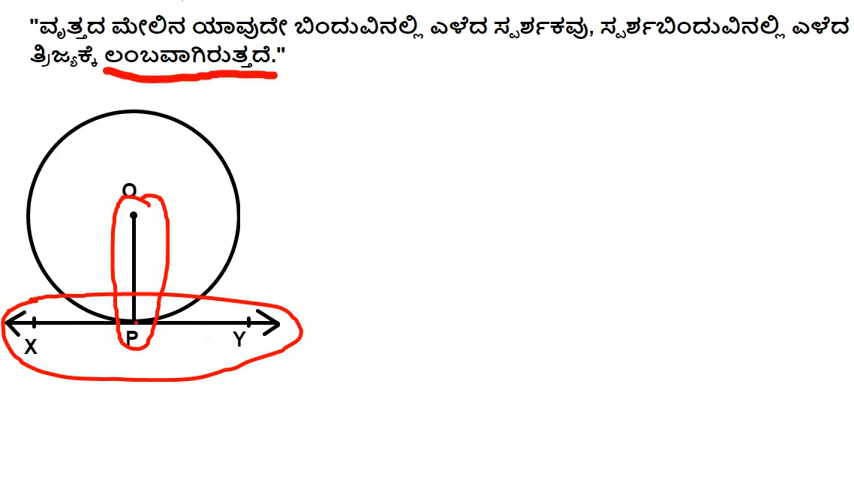 "ವೃತ್ತದ ಮೇಲಿನ ಯಾವುದೇ ಬಿಂದುವಿನಲ್ಲಿ ಎಳೆದ ಸ್ಪರ್ಶಕವು, ಸ್ಪರ್ಶಬಿಂದುವಿನಲ್ಲಿ ಎಳೆದ
ತ್ರಿಜ್ಯಕ್ಕೆ ಲಂಬವಾಗಿರುತ್ತದೆ."
O
X P Y